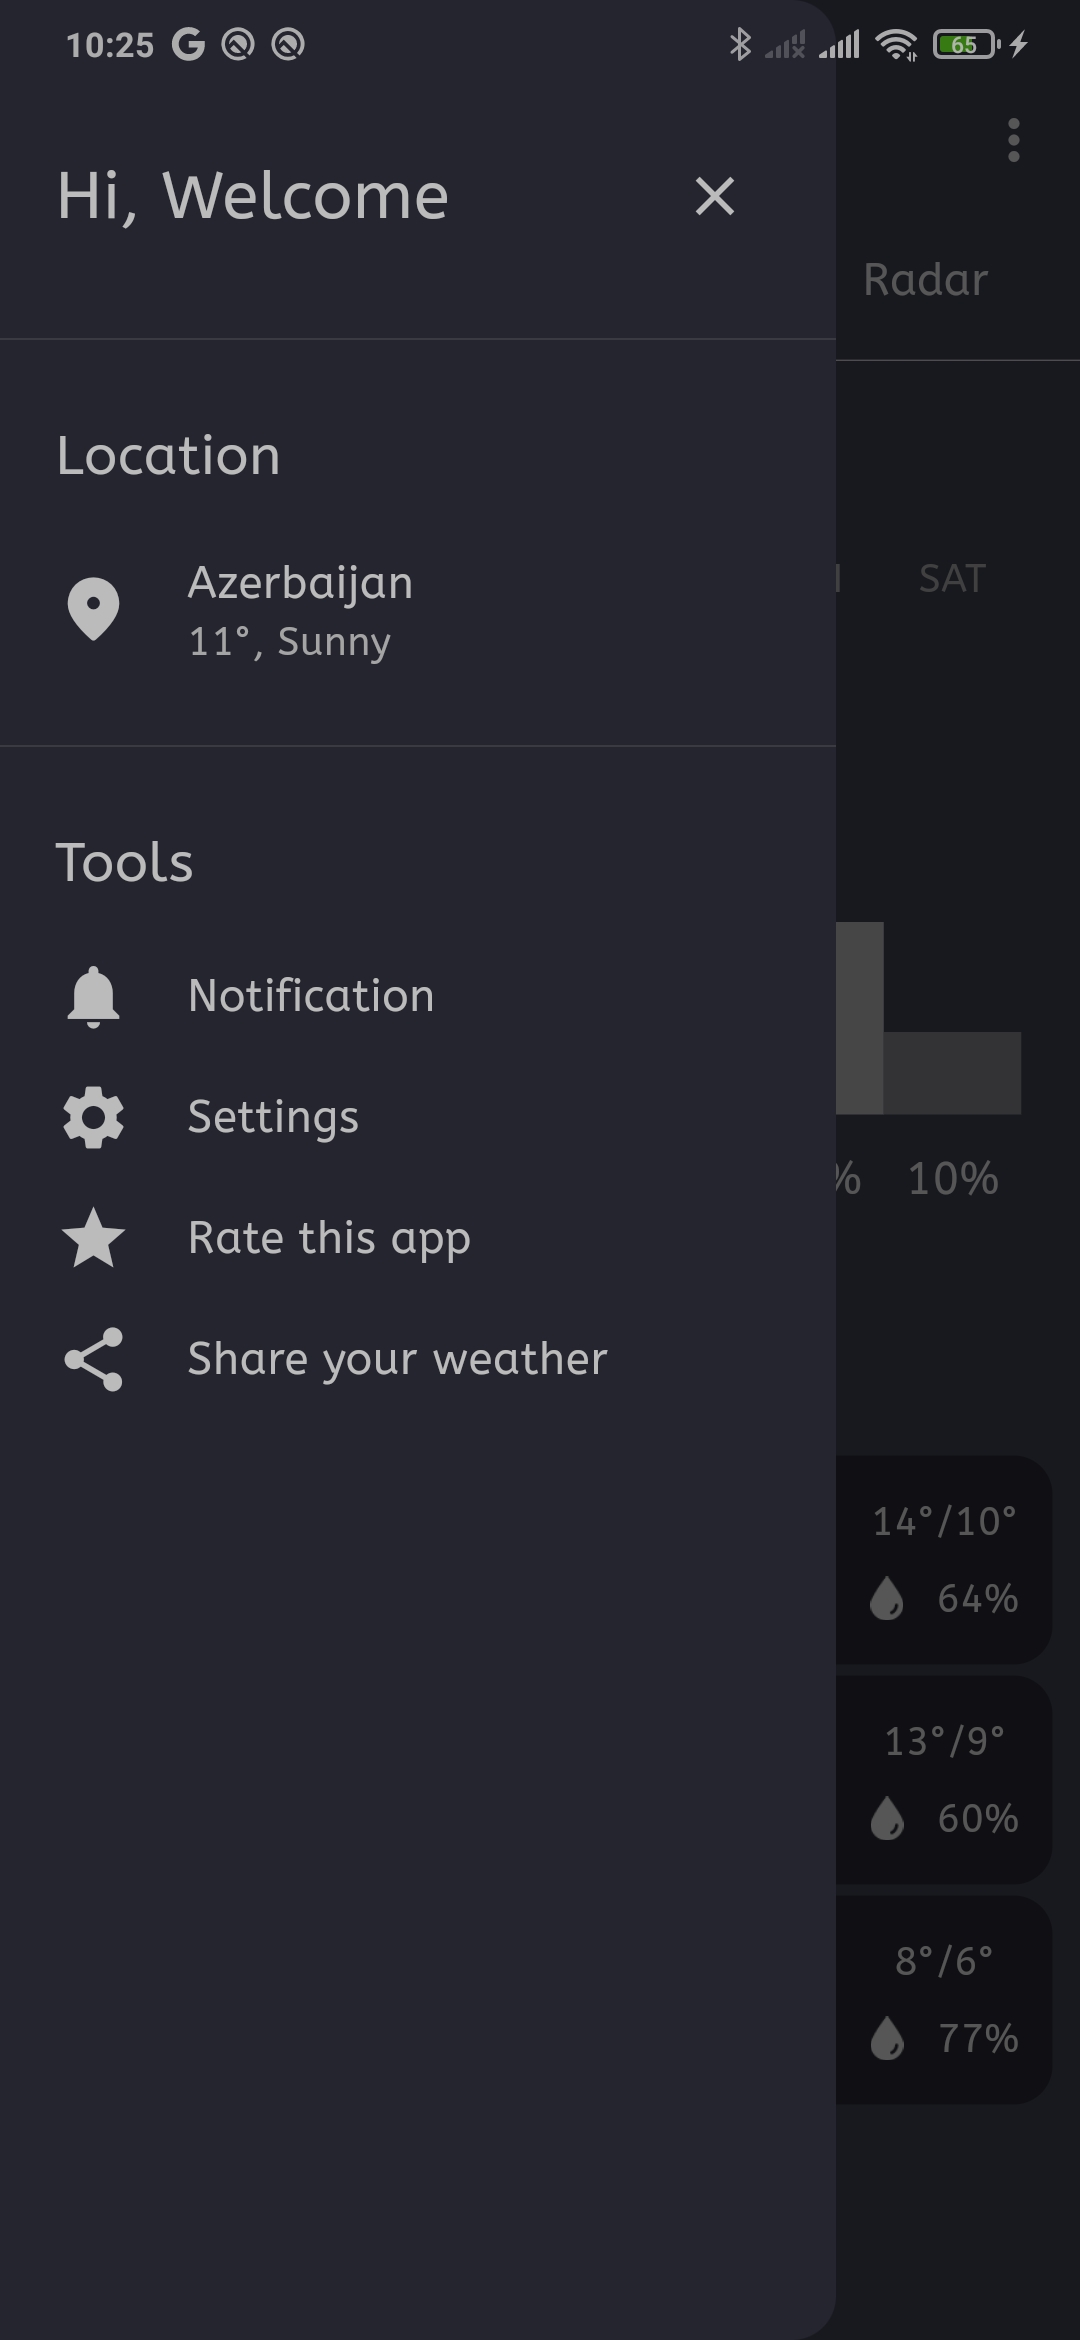 10:25
65
Hi, Welcome
Radar
Location
Azerbaijan
11°, Sunny
SAT
Tools
Notification
Settings
Rate this app
Share your weather
%
10%
14°/10°
64%
13°/9°
60%
8°/6°
77%